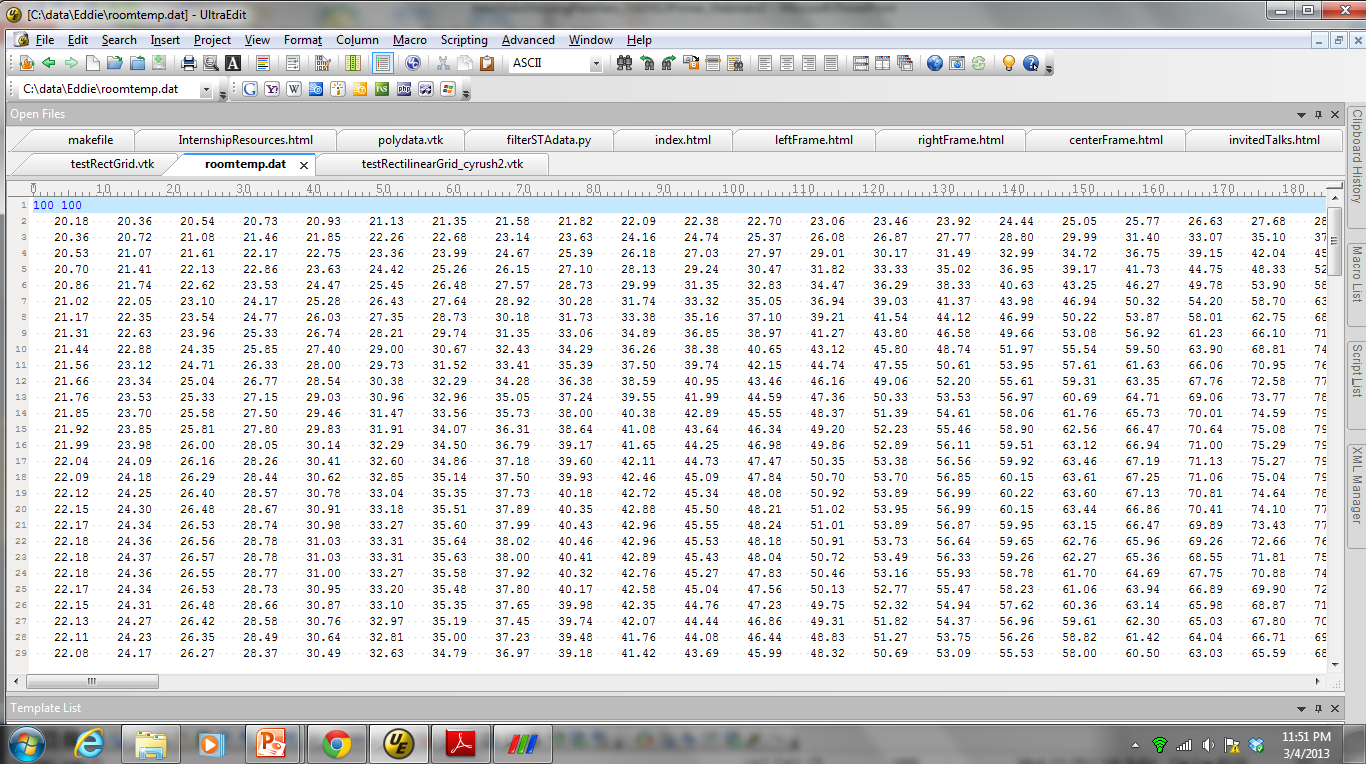 [C:\data\Eddie\roomtemp.dat] - UltraEdit
File Edit Search Insert Project View Format Column Macro Scripting Advanced Window Help
ASCII
C:\data\Eddie\roomtemp.dat
Open Files
makefile InternshipResources.html polydata.vtk filterSTAdata.py index.html leftFrame.html rightFrame.html centerFrame.html invitedTalks.html
testRectGrid.vtk roomtemp.dat testRectilinearGrid_cyrush2.vtk
0 10 20 30 40 50 60 70 80 90 100 110 120 130 140 150 160 170 180
1 100 100
2 20.18 20.36 20.54 20.73 20.93 21.13 21.35 21.58 21.82 22.09 22.38 22.70 23.06 23.46 23.92 24.44 25.05 25.77 26.63 27.68 28
3 20.36 20.72 21.08 21.46 21.85 22.26 22.68 23.14 23.63 24.16 24.74 25.37 26.08 26.87 27.77 28.80 29.99 31.40 33.07 35.10 37
4 20.53 21.07 21.61 22.17 22.75 23.36 23.99 24.67 25.39 26.18 27.03 27.97 29.01 30.17 31.49 32.99 34.72 36.75 39.15 42.04 45
5 20.70 21.41 22.13 22.86 23.63 24.42 25.26 26.15 27.10 28.13 29.24 30.47 31.82 33.33 35.02 36.95 39.17 41.73 44.75 48.33 52
6 20.86 21.74 22.62 23.53 24.47 25.45 26.48 27.57 28.73 29.99 31.35 32.83 34.47 36.29 38.33 40.63 43.25 46.27 49.78 53.90 58
7 21.02 22.05 23.10 24.17 25.28 26.43 27.64 28.92 30.28 31.74 33.32 35.05 36.94 39.03 41.37 43.98 46.94 50.32 54.20 58.70 63
8 21.17 22.35 23.54 24.77 26.03 27.35 28.73 30.18 31.73 33.38 35.16 37.10 39.21 41.54 44.12 46.99 50.22 53.87 58.01 62.75 68
9 21.31 22.63 23.96 25.33 26.74 28.21 29.74 31.35 33.06 34.89 36.85 38.97 41.27 43.80 46.58 49.66 53.08 56.92 61.23 66.10 71
10 21.44 22.88 24.35 25.85 27.40 29.00 30.67 32.43 34.29 36.26 38.38 40.65 43.12 45.80 48.74 51.97 55.54 59.50 63.90 68.81 74
11 21.56 23.12 24.71 26.33 28.00 29.73 31.52 33.41 35.39 37.50 39.74 42.15 44.74 47.55 50.61 53.95 57.61 61.63 66.06 70.95 76
12 21.66 23.34 25.04 26.77 28.54 30.38 32.29 34.28 36.38 38.59 40.95 43.46 46.16 49.06 52.20 55.61 59.31 63.35 67.76 72.58 77
13 21.76 23.53 25.33 27.15 29.03 30.96 32.96 35.05 37.24 39.55 41.99 44.59 47.36 50.33 53.53 56.97 60.69 64.71 69.06 73.77 78
14 21.85 23.70 25.58 27.50 29.46 31.47 33.56 35.73 38.00 40.38 42.89 45.55 48.37 51.39 54.61 58.06 61.76 65.73 70.01 74.59 79
15 21.92 23.85 25.81 27.80 29.83 31.91 34.07 36.31 38.64 41.08 43.64 46.34 49.20 52.23 55.46 58.90 62.56 66.47 70.64 75.08 79
16 21.99 23.98 26.00 28.05 30.14 32.29 34.50 36.79 39.17 41.65 44.25 46.98 49.86 52.89 56.11 59.51 63.12 66.94 71.00 75.29 79
17 22.04 24.09 26.16 28.26 30.41 32.60 34.86 37.18 39.60 42.11 44.73 47.47 50.35 53.38 56.56 59.92 63.46 67.19 71.13 75.27 79
18 22.09 24.18 26.29 28.44 30.62 32.85 35.14 37.50 39.93 42.46 45.09 47.84 50.70 53.70 56.85 60.15 63.61 67.25 71.06 75.04 79
19 22.12 24.25 26.40 28.57 30.78 33.04 35.35 37.73 40.18 42.72 45.34 48.08 50.92 53.89 56.99 60.22 63.60 67.13 70.81 74.64 78
20 22.15 24.30 26.48 28.67 30.91 33.18 35.51 37.89 40.35 42.88 45.50 48.21 51.02 53.95 56.99 60.15 63.44 66.86 70.41 74.10 77
21 22.17 24.34 26.53 28.74 30.98 33.27 35.60 37.99 40.43 42.96 45.55 48.24 51.01 53.89 56.87 59.95 63.15 66.47 69.89 73.43 77
22 22.18 24.36 26.56 28.78 31.03 33.31 35.64 38.02 40.46 42.96 45.53 48.18 50.91 53.73 56.64 59.65 62.76 65.96 69.26 72.66 76
23 22.18 24.37 26.57 28.78 31.03 33.31 35.63 38.00 40.41 42.89 45.43 48.04 50.72 53.49 56.33 59.26 62.27 65.36 68.55 71.81 75
24 22.18 24.36 26.55 28.77 31.00 33.27 35.58 37.92 40.32 42.76 45.27 47.83 50.46 53.16 55.93 58.78 61.70 64.69 67.75 70.88 74
25 22.17 24.34 26.53 28.73 30.95 33.20 35.48 37.80 40.17 42.58 45.04 47.56 50.13 52.77 55.47 58.23 61.06 63.94 66.89 69.90 72
26 22.15 24.31 26.48 28.66 30.87 33.10 35.35 37.65 39.98 42.35 44.76 47.23 49.75 52.32 54.94 57.62 60.36 63.14 65.98 68.87 71
27 22.13 24.27 26.42 28.58 30.76 32.97 35.19 37.45 39.74 42.07 44.44 46.86 49.31 51.82 54.37 56.96 59.61 62.30 65.03 67.80 70
28 22.11 24.23 26.35 28.49 30.64 32.81 35.00 37.23 39.48 41.76 44.08 46.44 48.83 51.27 53.75 56.26 58.82 61.42 64.04 66.71 69
29 22.08 24.17 26.27 28.37 30.49 32.63 34.79 36.97 39.18 41.42 43.69 45.99 48.32 50.69 53.09 55.53 58.00 60.50 63.03 65.59 68
Clipboard History
Macro List
Script List
XML Manager
Template List
11:51 PM
3/4/2013